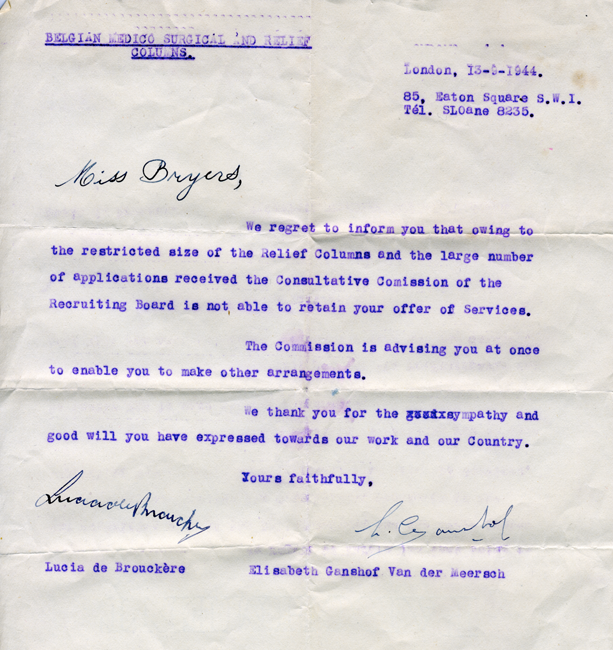 BELGIAN MEDICO SURGICAL AND RELIEF
COLUMNS.
London, 13-9-1944.
85, Eaton Square S.W.I.
Tél. SLOane 8235.
Miss Bryers,
We regret to inform you that owing to
the restricted size of the Relief Columns and the large number
of applications received the Consultative Comission of the
Recruiting Board is not able to retain your offer of Services.
The Commission is advising you at once
to enable you to make other arrangements.
We thank you for the sympathy and
good will you have expressed towards our work and our Country.
Yours faithfully,
Lucia de Brouckère
Lucia de Brouckère Elisabeth Ganshof Van der Meersch